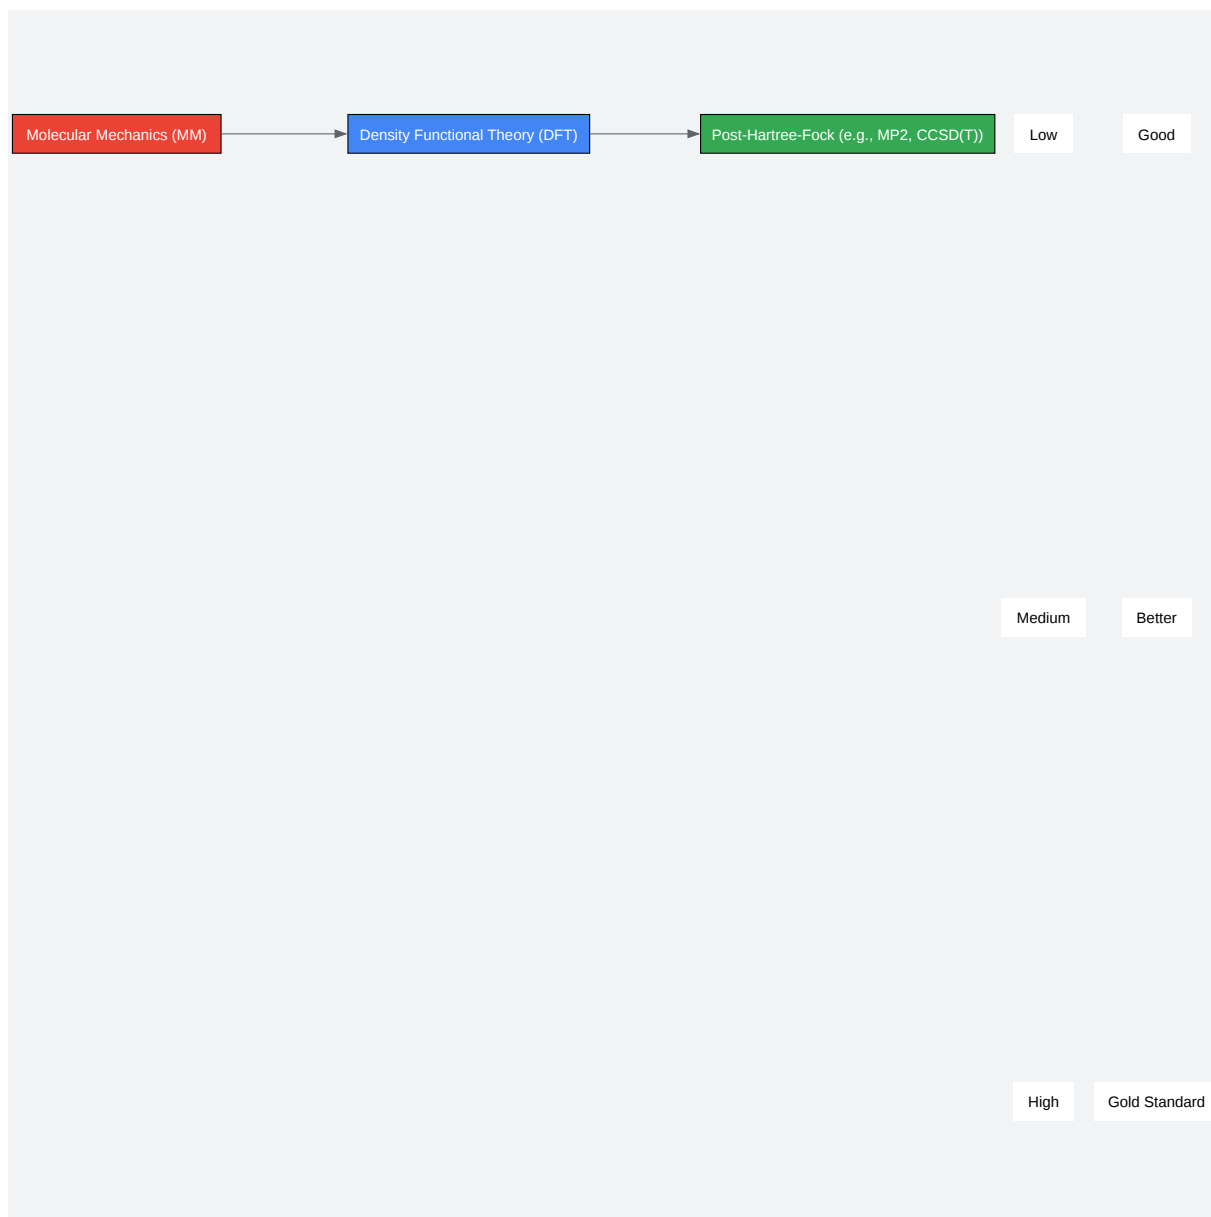 Molecular Mechanics (MM)
Density Functional Theory (DFT)
Post-Hartree-Fock (e.g., MP2, CCSD(T))
Low
Good
Medium
Better
High
Gold Standard